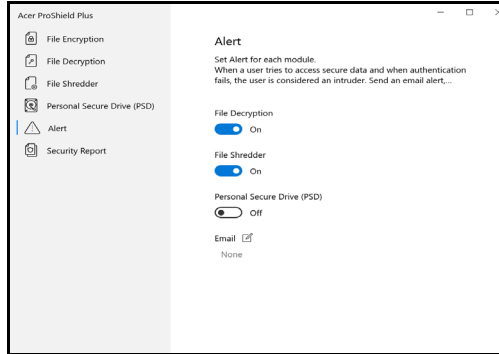 Acer ProShield Plus
File Encryption
File Decryption
File Shredder
Personal Secure Drive (PSD)
Alert
Security Report
Alert
Set Alert for each module.
When a user tries to access secure data and when authentication
fails, the user is considered an intruder. Send an email alert,...
File Decryption
On
File Shredder
On
Personal Secure Drive (PSD)
Off
Email
None